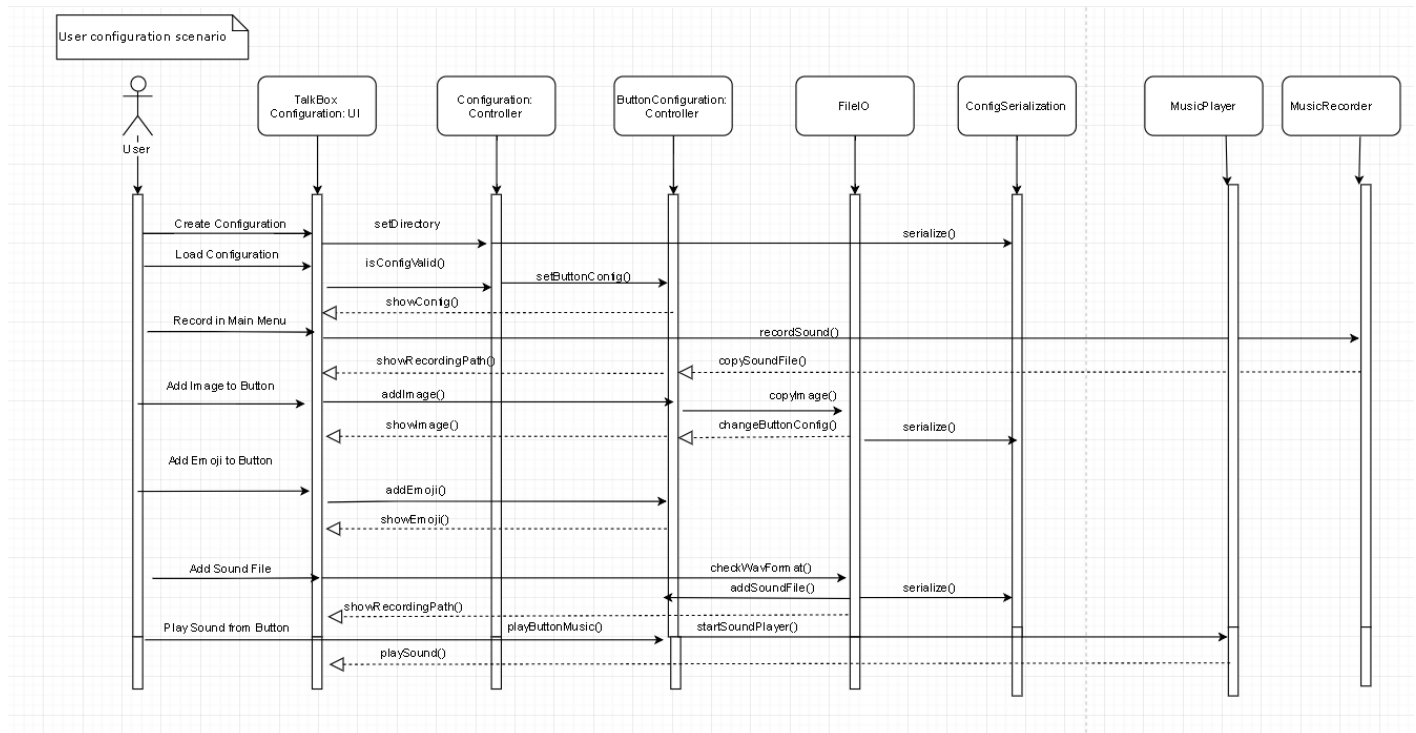 User configuration scenario
User
TalkBox
Configuration: UI
Configuration:
Controller
ButtonConfiguration:
Controller
FileIO
ConfigSerialization
MusicPlayer
MusicRecorder
Create Configuration
setDirectory
serialize()
Load Configuration
isConfigValid()
setButtonConfig()
showConfig()
Record in Main Menu
recordSound()
showRecordingPath()
copySoundFile()
Add Image to Button
addImage()
copyImage()
showImage()
changeButtonConfig()
serialize()
Add Emoji to Button
addEmoji()
showEmoji()
Add Sound File
checkWavFormat()
addSoundFile()
serialize()
showRecordingPath()
Play Sound from Button
playButtonMusic()
startSoundPlayer()
playSound()